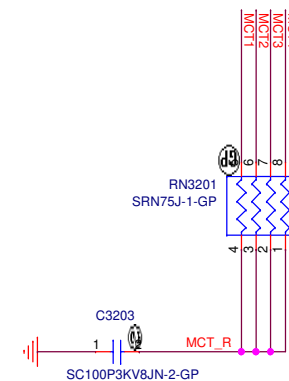 MCT1
MCT2
MCT3
6
7
8
RN3201
SRN75J-1-GP
4
3
2
1
C3203
1
MCT_R
SC100P3KV8JN-2-GP